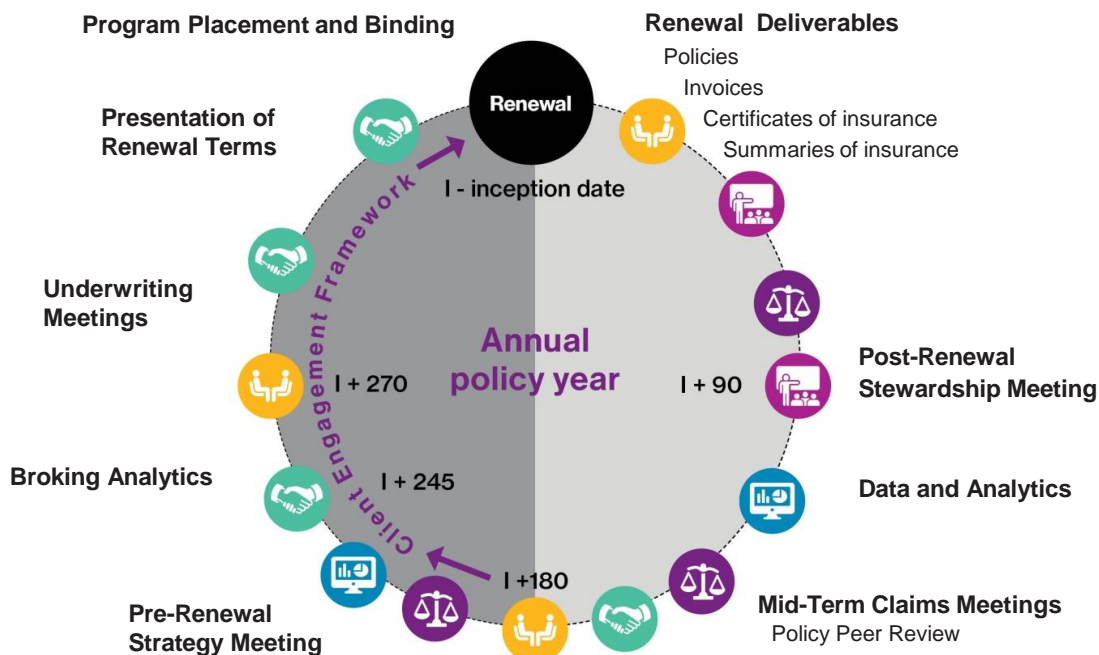 Program Placement and Binding
Renewal Deliverables
Policies
Invoices
Certificates of insurance
Summaries of insurance
Renewal
Presentation of
Renewal Terms
I - inception date
Client Engagement Framework
Underwriting
Meetings
Annual
policy year
I + 270
I + 90
Post-Renewal
Stewardship Meeting
Broking Analytics
I + 245
Data and Analytics
I +180
Pre-Renewal
Strategy Meeting
Mid-Term Claims Meetings
Policy Peer Review